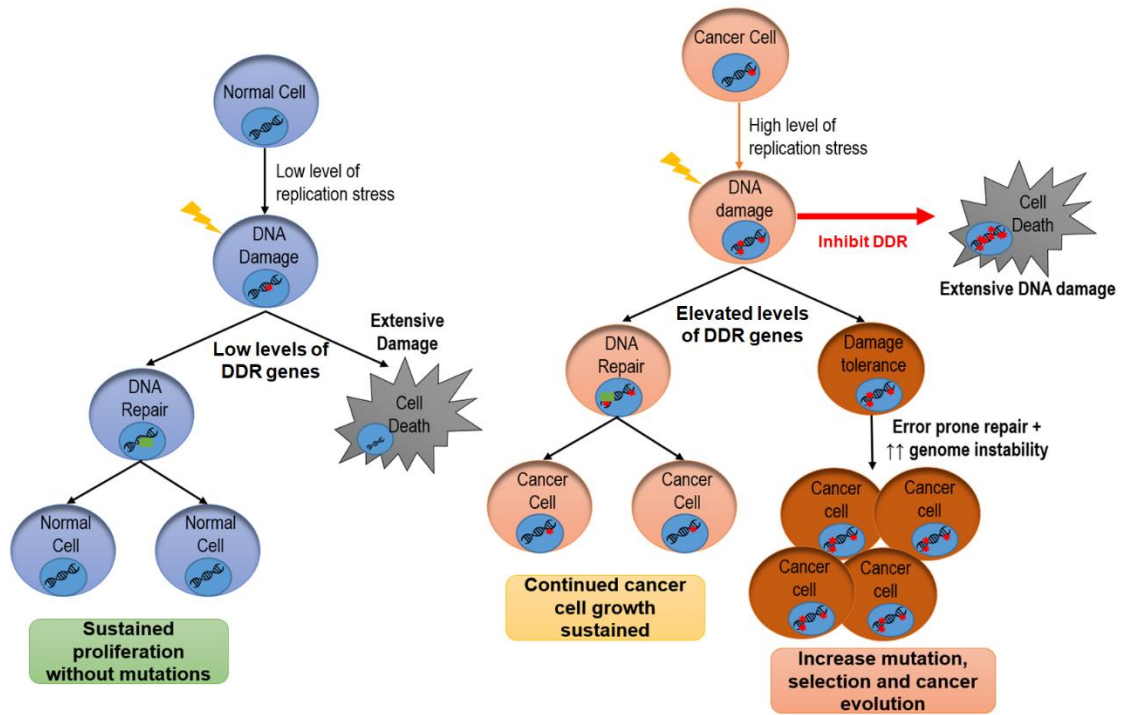 Normal Cell
Low level of
replication stress
DNA
Damage
Low levels of
DDR genes
Extensive
Damage
DNA
Repair
Cell
Death
Normal
Cell
Normal
Cell
Sustained
proliferation
without mutations
Cancer Cell
High level of
replication stress
DNA
damage
Inhibit DDR
Cell
Death
Extensive DNA damage
Elevated levels
of DDR genes
DNA
Repair
Damage
tolerance
Error prone repair +
↑↑ genome instability
Cancer
Cell
Cancer
Cell
Continued cancer
cell growth
sustained
Cancer
cell
Cancer
cell
Cancer
cell
Cancer
cell
Increase mutation,
selection and cancer
evolution